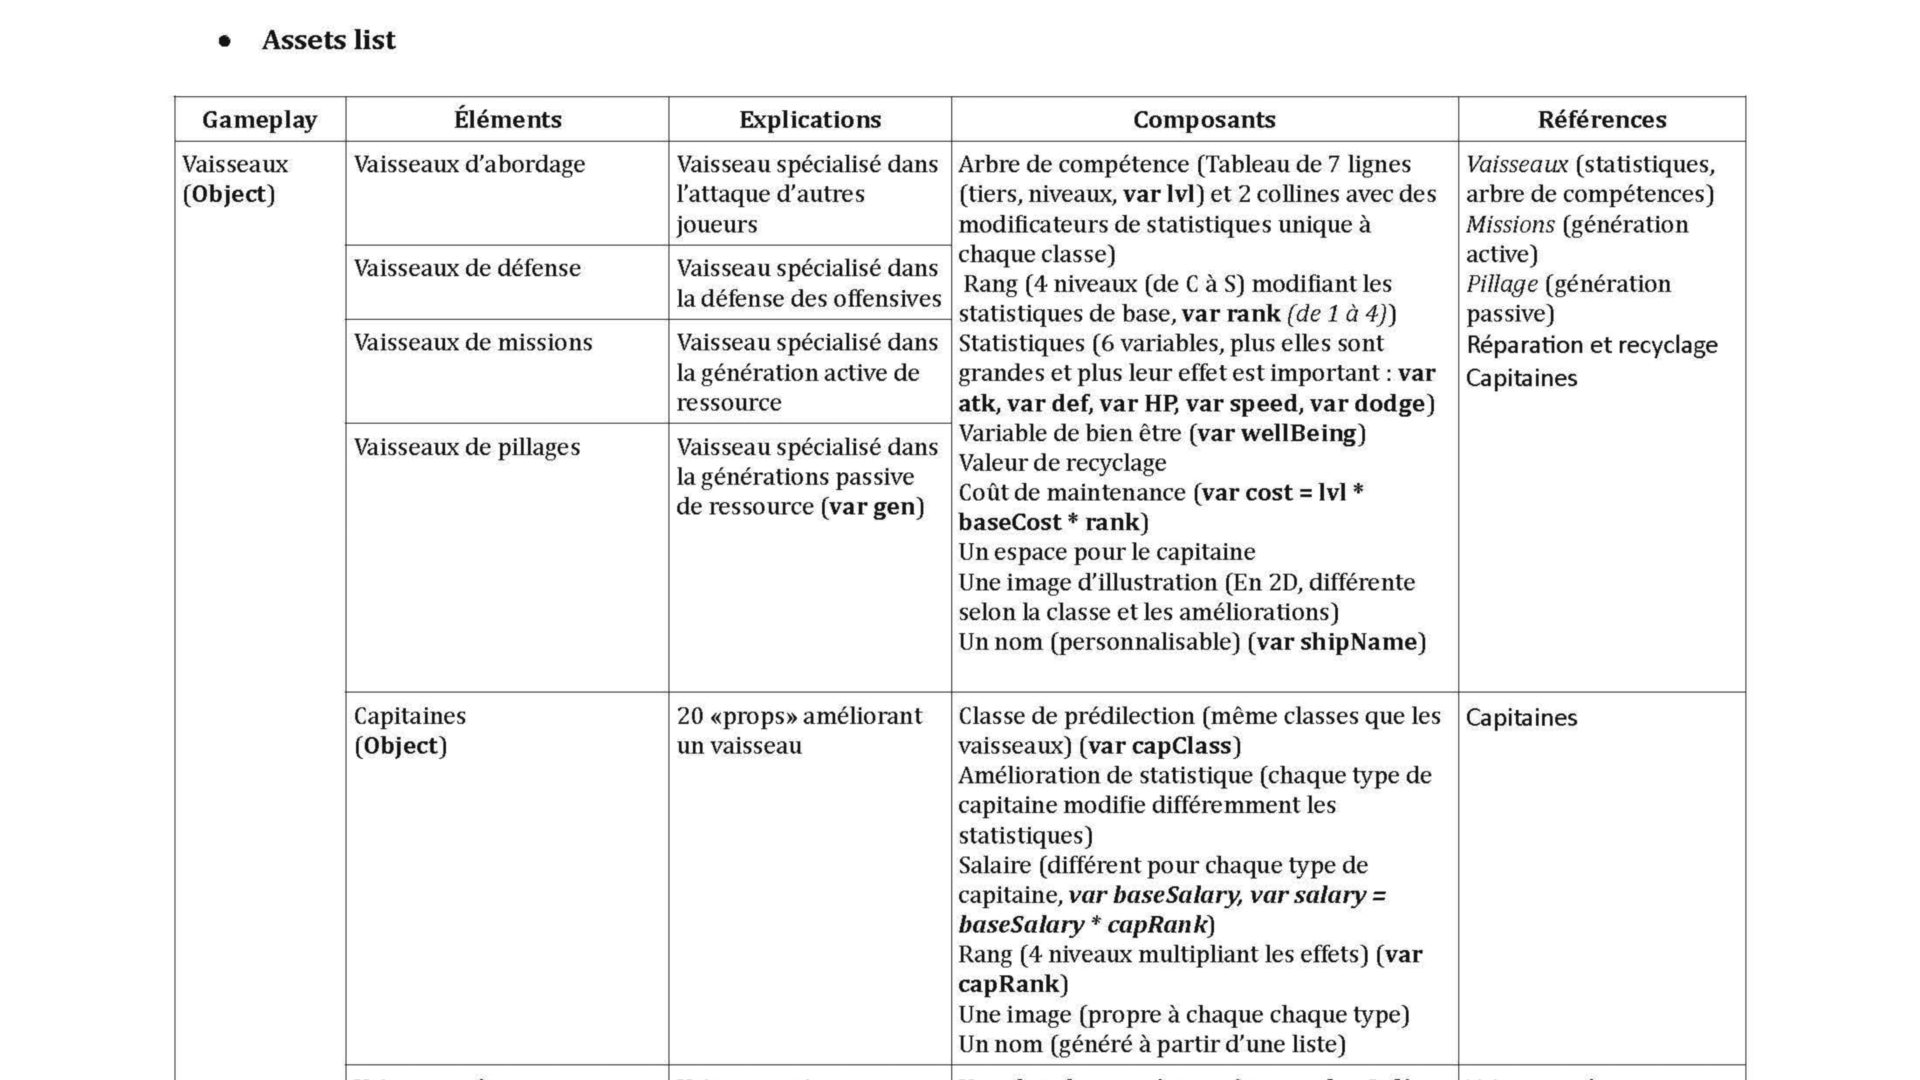 • Assets list
Gameplay
Éléments
Explications
Composants
Références
Vaisseaux
(Object)
Vaisseaux d’abordage
Vaisseau spécialisé dans
l’attaque d’autres
joueurs
Vaisseaux de défense
Vaisseau spécialisé dans
la défense des offensives
Vaisseaux de missions
Vaisseau spécialisé dans
la génération active de
ressource
Vaisseaux de pillages
Vaisseau spécialisé dans
la générations passive
de ressource (var gen)
Arbre de compétence (Tableau de 7 lignes
(tiers, niveaux, var lvl) et 2 collines avec des
modificateurs de statistiques unique à
chaque classe)
Rang (4 niveaux (de C à S) modifiant les
statistiques de base, var rank (de 1 à 4))
Statistiques (6 variables, plus elles sont
grandes et plus leur effet est important : var
atk, var def, var HP, var speed, var dodge)
Variable de bien être (var wellBeing)
Valeur de recyclage
Coût de maintenance (var cost = lvl *
baseCost * rank)
Un espace pour le capitaine
Une image d’illustration (En 2D, différente
selon la classe et les améliorations)
Un nom (personnalisable) (var shipName)
Vaisseaux (statistiques,
arbre de compétences)
Missions (génération
active)
Pillage (génération
passive)
Réparation et recyclage
Capitaines
Capitaines
(Object)
20 «props» améliorant
un vaisseau
Classe de prédilection (même classes que les
vaisseaux) (var capClass)
Amélioration de statistique (chaque type de
capitaine modifie différemment les
statistiques)
Salaire (différent pour chaque type de
capitaine, var baseSalary, var salary =
baseSalary * capRank)
Rang (4 niveaux multipliant les effets) (var
capRank)
Une image (propre à chaque chaque type)
Un nom (généré à partir d’une liste)
Capitaines